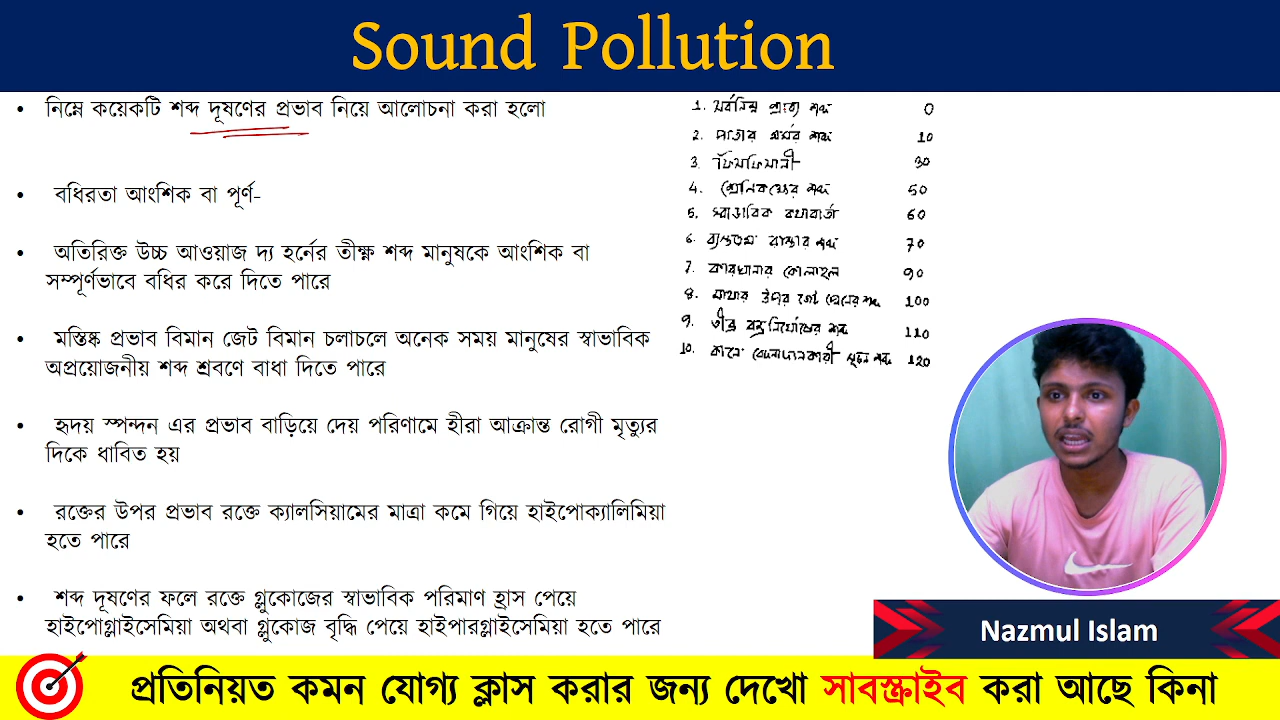 Sound Pollution
• নিম্নে কয়েকটি শব্দ দূষণের প্রভাব নিয়ে আলোচনা করা হলো
• বধিরতা আংশিক বা পূর্ণ-
• অতিরিক্ত উচ্চ আওয়াজ দ্য হর্নের তীক্ষ্ণ শব্দ মানুষকে আংশিক বা
সম্পূর্ণভাবে বধির করে দিতে পারে
• মস্তিষ্ক প্রভাব বিমান জেট বিমান চলাচলে অনেক সময় মানুষের স্বাভাবিক
অপ্রয়োজনীয় শব্দ শ্রবণে বাধা দিতে পারে
• হৃদয় স্পন্দন এর প্রভাব বাড়িয়ে দেয় পরিণামে হীরা আক্রান্ত রোগী মৃত্যুর
দিকে ধাবিত হয়
• রক্তের উপর প্রভাব রক্তে ক্যালসিয়ামের মাত্রা কমে গিয়ে হাইপোক্যালিমিয়া
হতে পারে
• শব্দ দূষণের ফলে রক্তে গ্লুকোজের স্বাভাবিক পরিমাণ হ্রাস পেয়ে
হাইপোগ্লাইসেমিয়া অথবা গ্লুকোজ বৃদ্ধি পেয়ে হাইপারগ্লাইসেমিয়া হতে পারে
1. সর্বনিম্ন শ্রাব্য শব্দ 0
2. পাতার মর্মর শব্দ 10
3. ফিসফিসানী 30
4. শব্দ 50
5. স্বাভাবিক কথাবার্তা 60
6. ব্যস্ততম রাস্তার শব্দ 70
7. কারখানার কোলাহল 90
8. মাথার উপর জেট প্লেনের শব্দ 100
9. তীব্র বজ্রনির্ঘোষের শব্দ 110
10. কানে বেদনাদানকারী শব্দ 120
Nazmul Islam
প্রতিনিয়ত কমন যোগ্য ক্লাস করার জন্য দেখো সাবস্ক্রাইব করা আছে কিনা